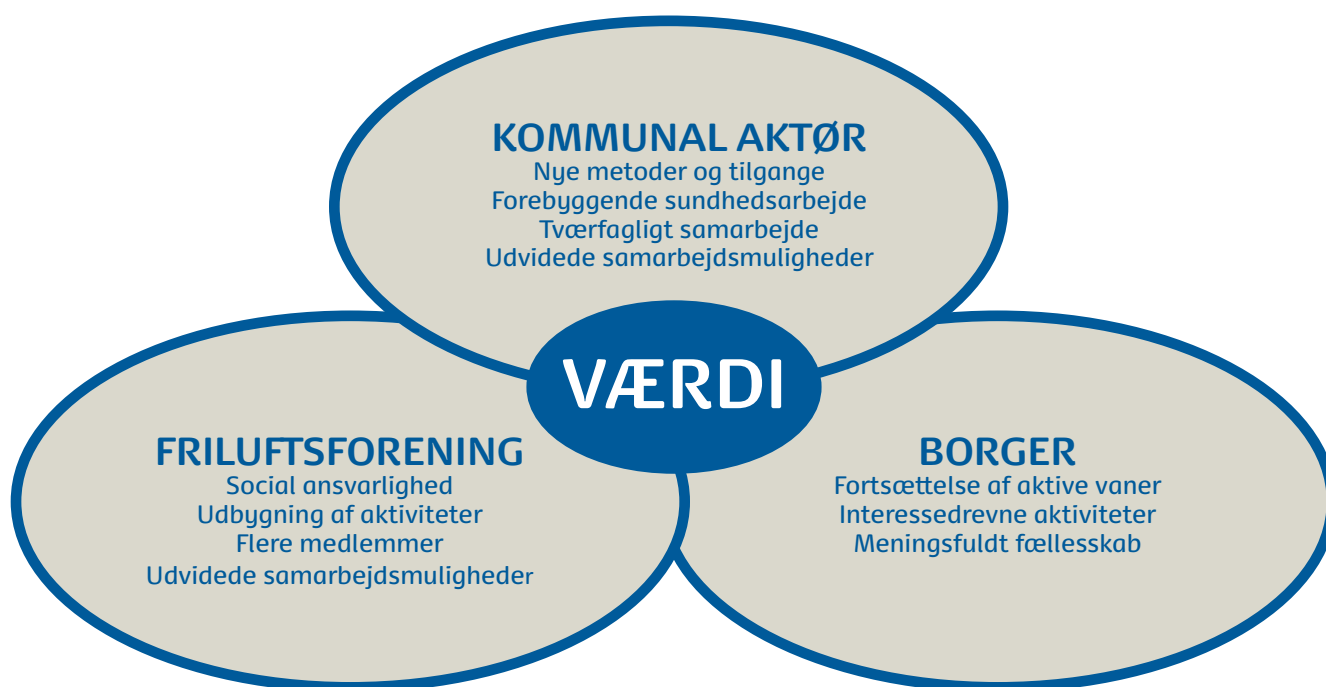 KOMMUNAL AKTØR
Nye metoder og tilgange
Forebyggende sundhedsarbejde
Tværfagligt samarbejde
Udvidede samarbejdsmuligheder
VÆRDI
FRILUFTSFORENING
Social ansvarlighed
Udbygning af aktiviteter
Flere medlemmer
Udvidede samarbejdsmuligheder
BORGER
Fortsættelse af aktive vaner
Interessedrevne aktiviteter
Meningsfuldt fællesskab